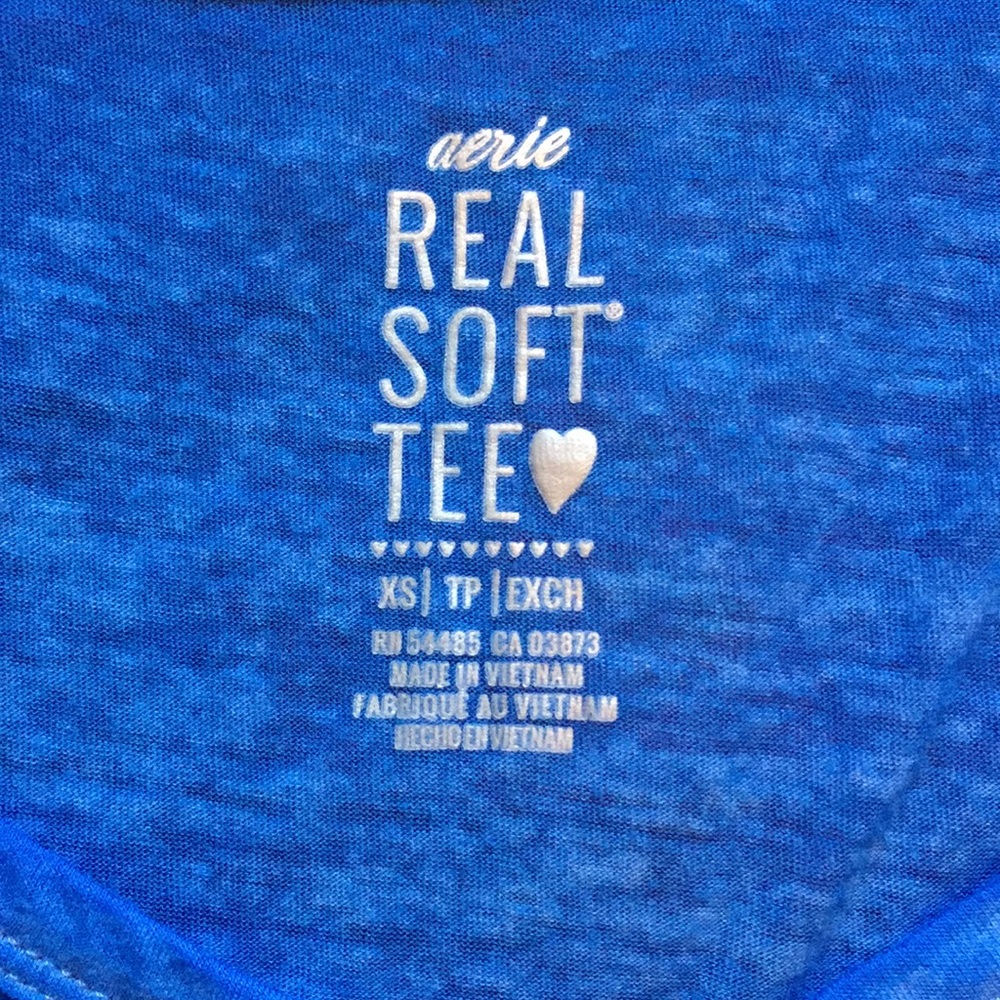 aerie
REAL
SOFT®
TEE
XS | TP | EXCH
RN 54485 CA 03873
MADE IN VIETNAM
FABRIQUÉ AU VIETNAM
HECHO EN VIETNAM